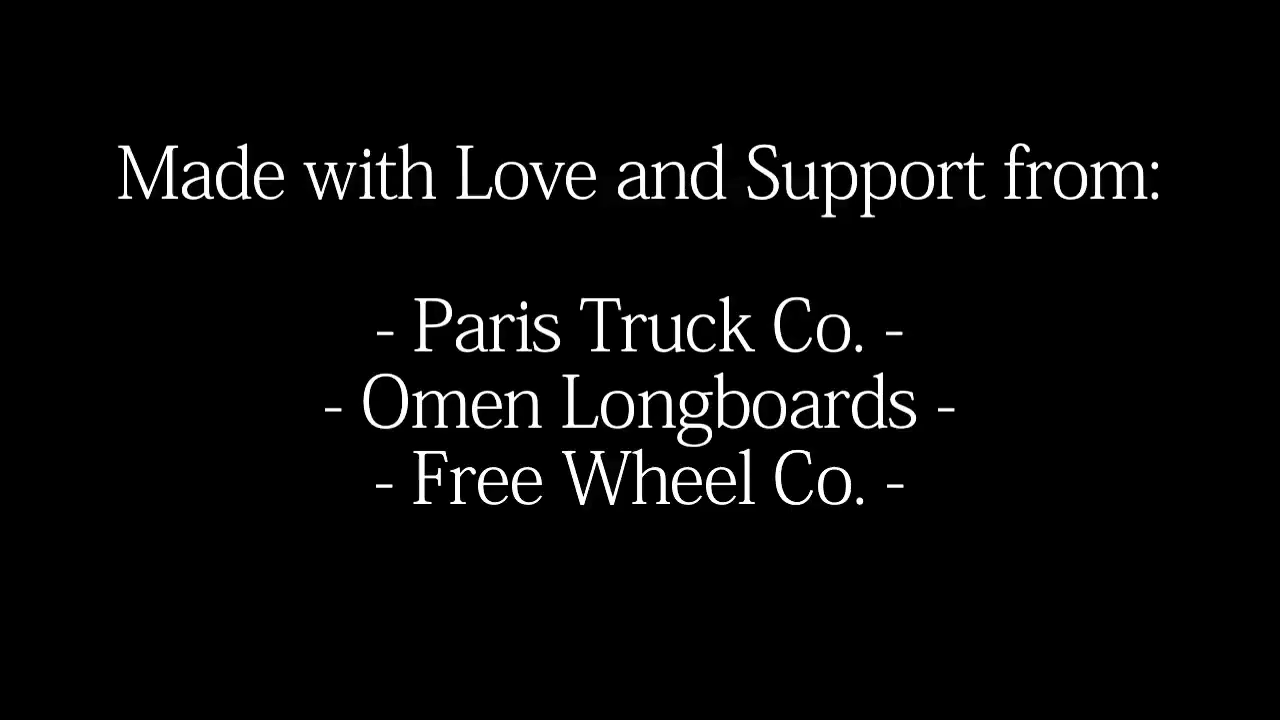 Made with Love and Support from:
- Paris Truck Co. -
- Omen Longboards -
- Free Wheel Co. -